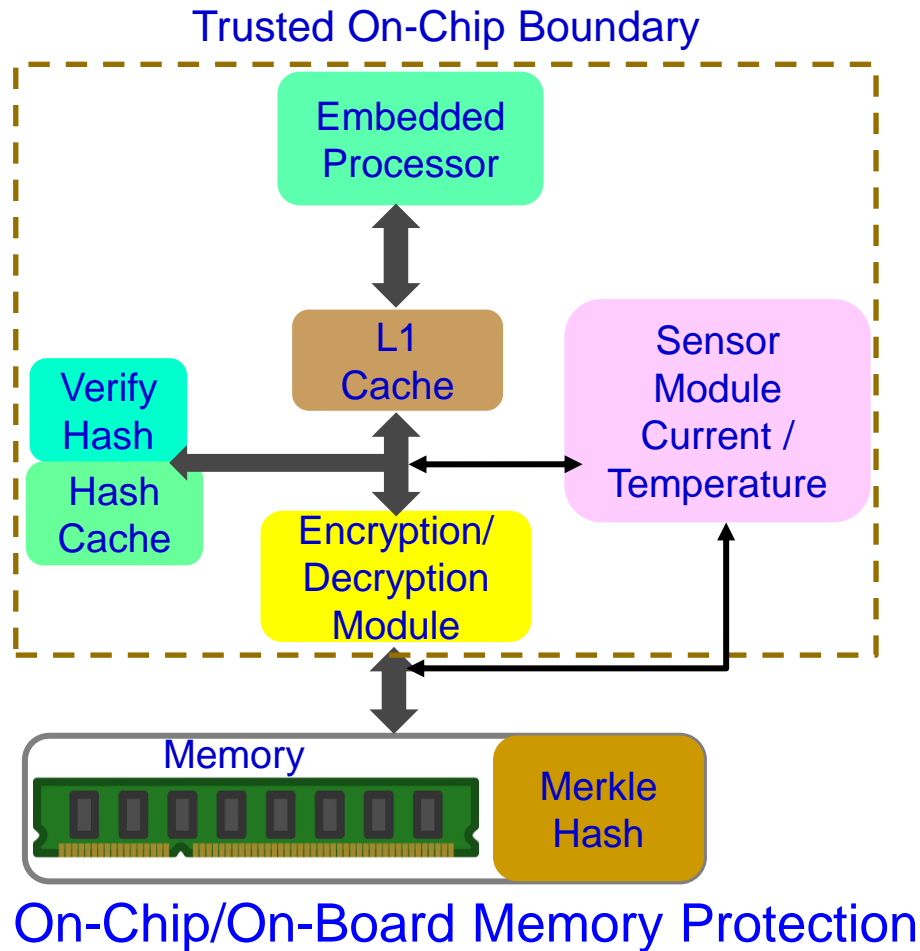 Trusted On-Chip Boundary
Embedded
Processor
L1
Cache
Sensor
Module
Current /
Temperature
Verify
Hash
Hash
Cache
Encryption/
Decryption
Module
Memory
Merkle
Hash
On-Chip/On-Board Memory Protection